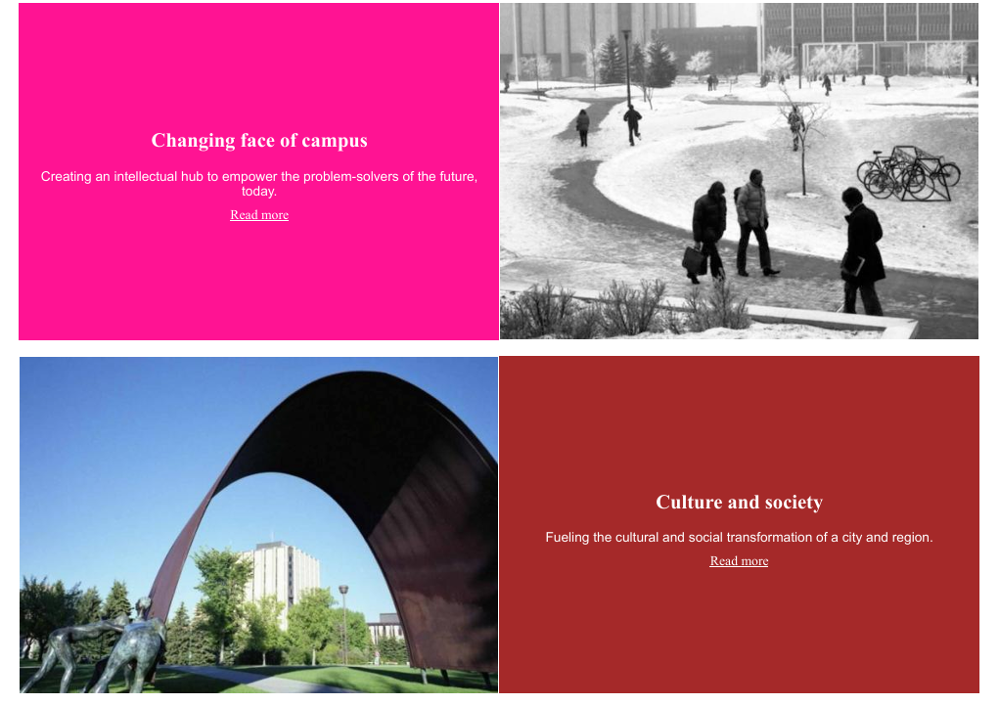 Changing face of campus
Creating an intellectual hub to empower the problem-solvers of the future,
today.
Read more
Culture and society
Fueling the cultural and social transformation of a city and region.
Read more